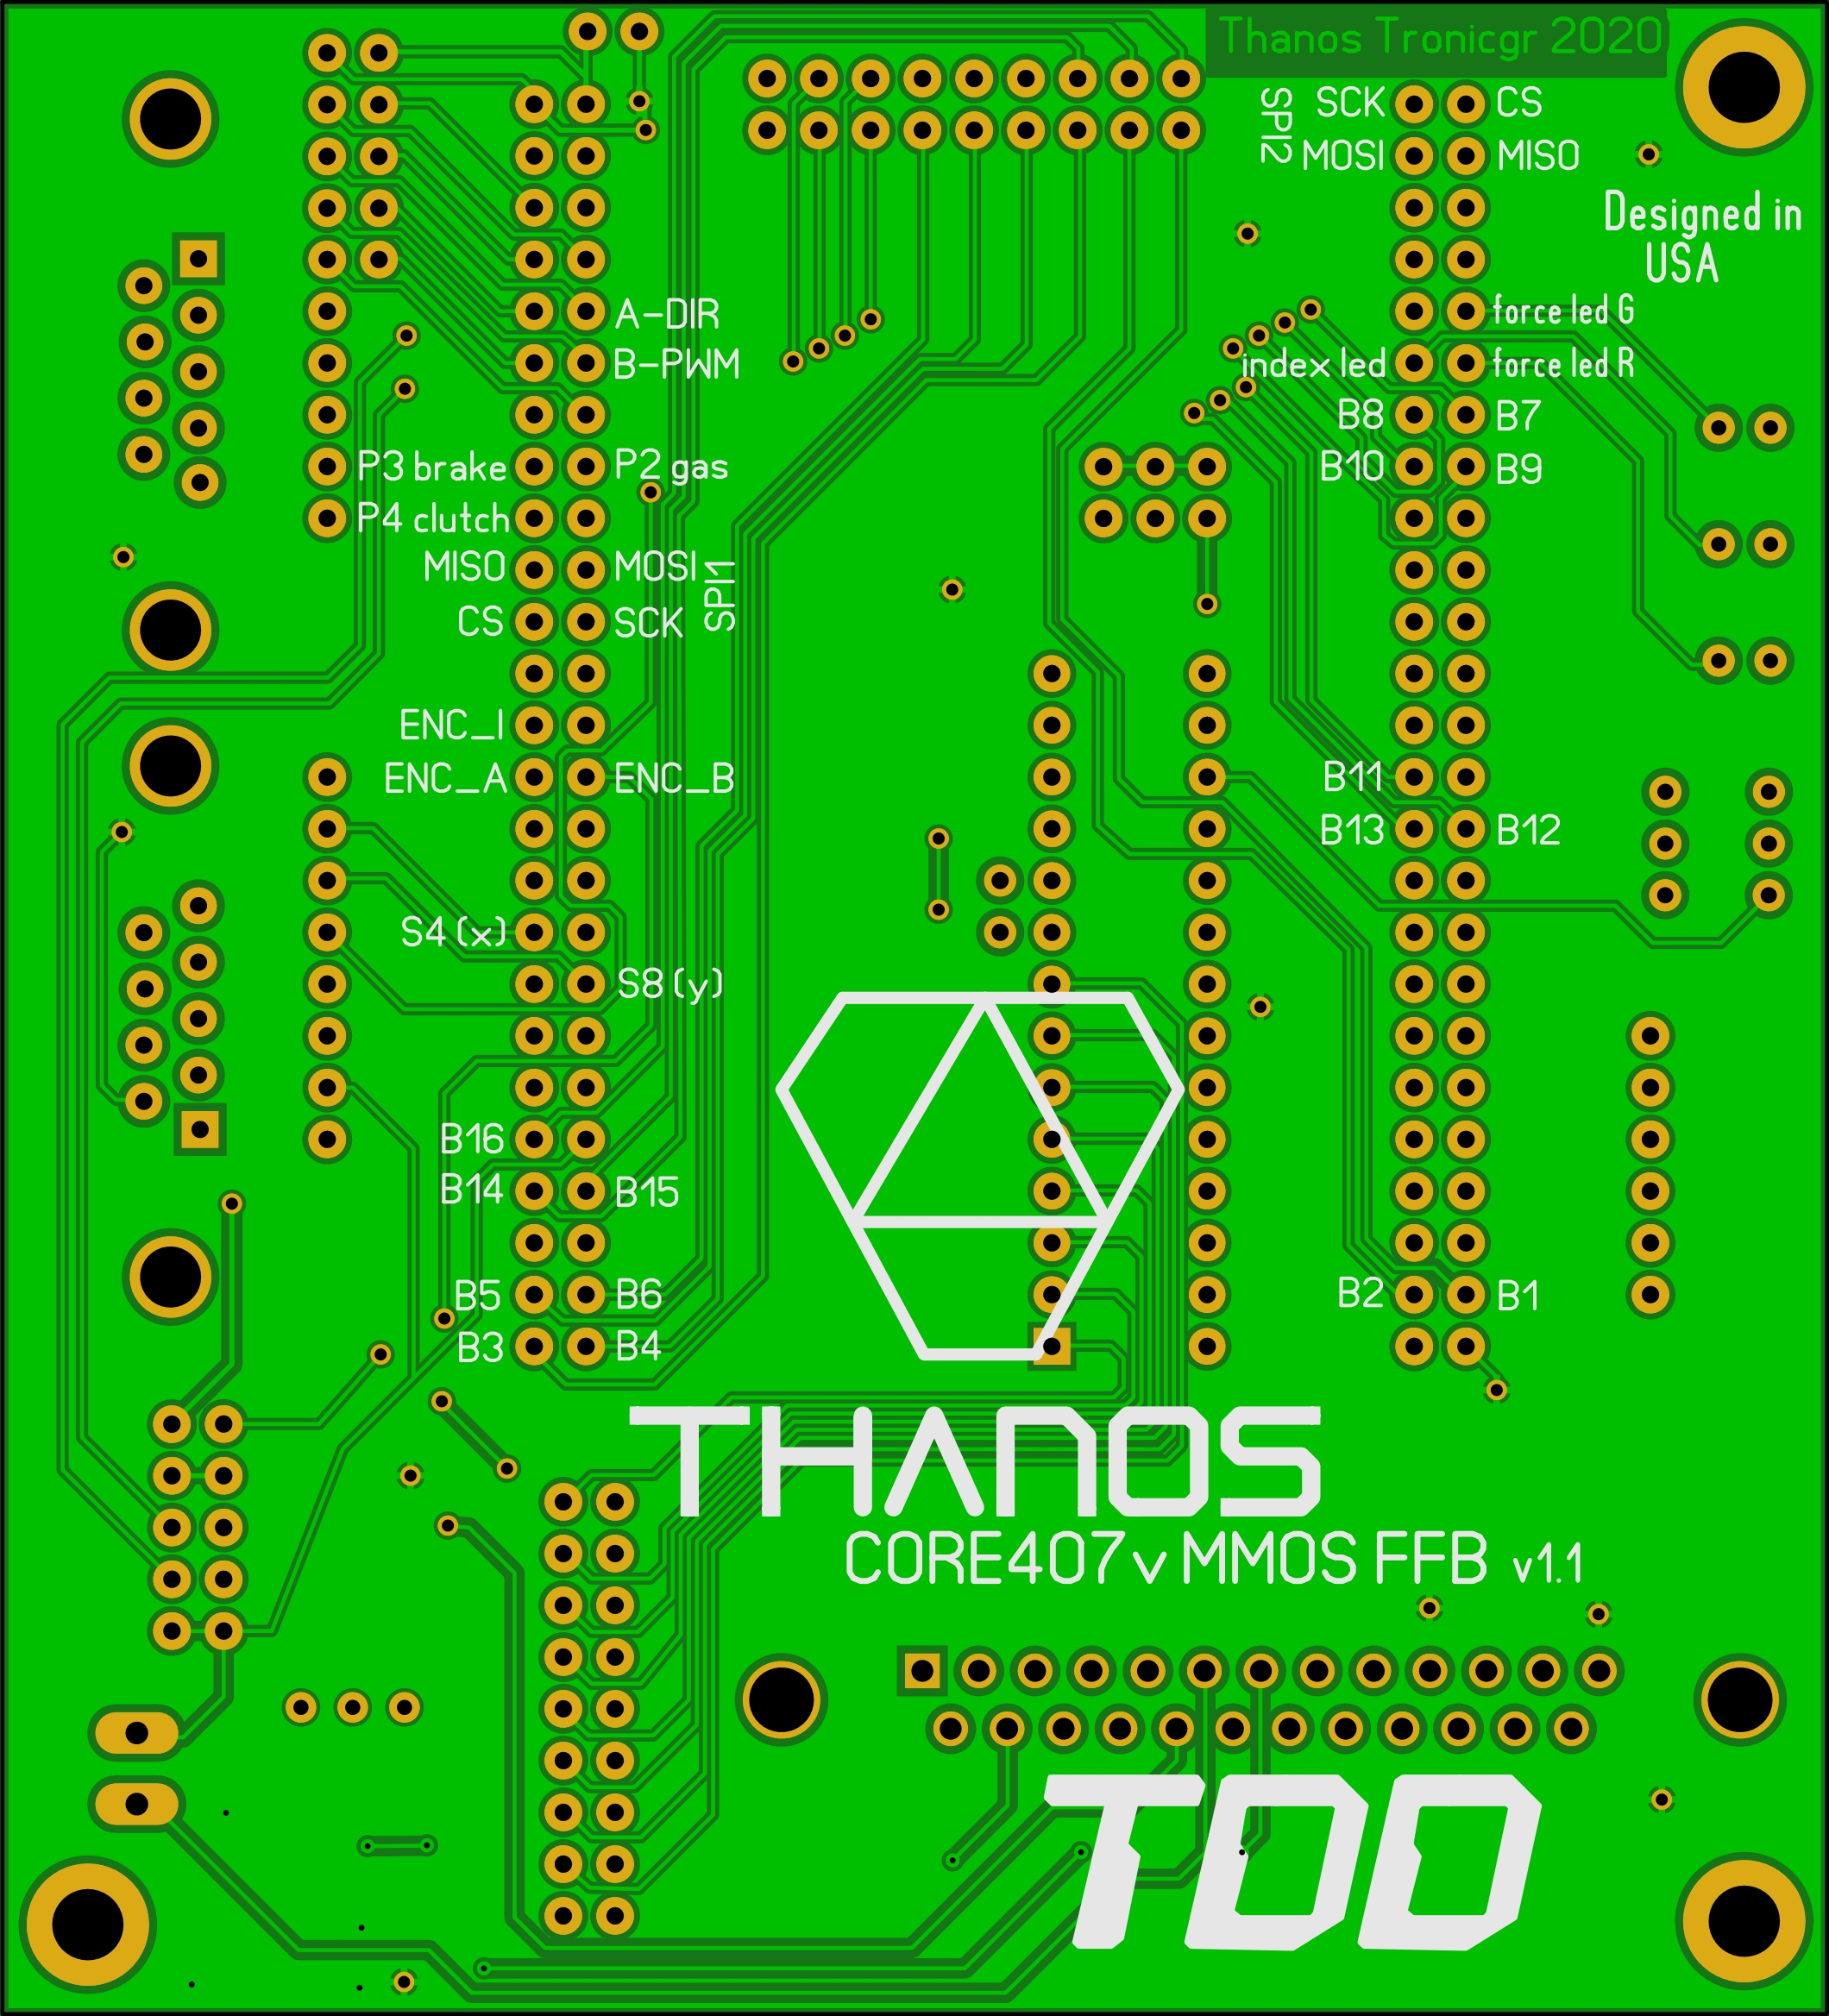 Thanos Tronicgr 2020
SPI2
SCK CS
MOSI MISO
Designed in
USA
A-DIR
force led G
B-PWM
index led force led R
B8 B7
P3 brake P2 gas
B10 B9
P4 clutch
MISO MOSI
SPI1
CS SCK
ENC_I
ENC_A ENC_B
B11
B13 B12
S4 (x)
S8 (y)
B16
B14 B15
B5 B6
B2 B1
B3 B4
THANOS
CORE407v MMOS FFB v1.1
TDD